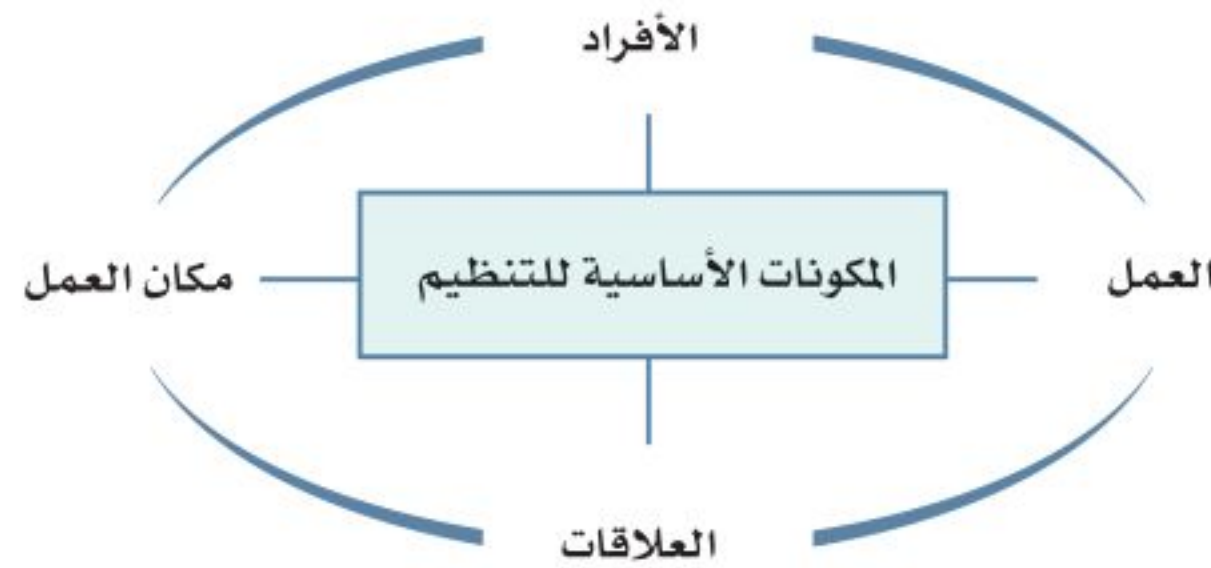 الأفراد
العمل
المكونات الأساسية للتنظيم
مكان العمل
العلاقات